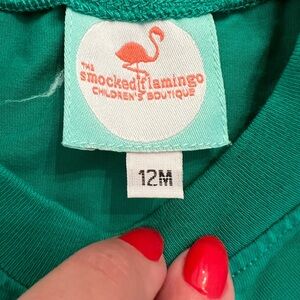 THE
smocked flamingo
CHILDREN'S BOUTIQUE
12M